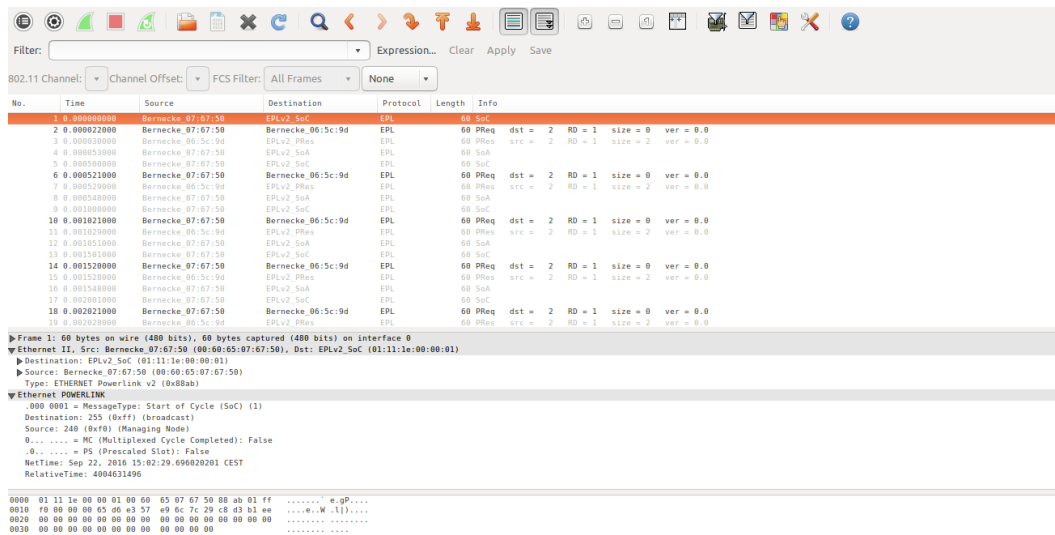 Filter: Expression... Clear Apply Save
802.11 Channel: Channel Offset: FCS Filter: All Frames None
No. Time Source Destination Protocol Length Info
1 0.000000000 Bernecke_07:67:50 EPLv2_SoC EPL 60 SoC
2 0.000022000 Bernecke_07:67:50 Bernecke_06:5c:9d EPL 60 PReq dst = 2 RD = 1 size = 0 ver = 0.0
3 0.000030000 Bernecke_06:5c:9d EPLv2_PRes EPL 60 PRes src = 2 RD = 1 size = 2 ver = 0.0
4 0.000053000 Bernecke_07:67:50 EPLv2_SoA EPL 60 SoA
5 0.000500000 Bernecke_07:67:50 EPLv2_SoC EPL 60 SoC
6 0.000521000 Bernecke_07:67:50 Bernecke_06:5c:9d EPL 60 PReq dst = 2 RD = 1 size = 0 ver = 0.0
7 0.000529000 Bernecke_06:5c:9d EPLv2_PRes EPL 60 PRes src = 2 RD = 1 size = 2 ver = 0.0
8 0.000548000 Bernecke_07:67:50 EPLv2_SoA EPL 60 SoA
9 0.001000000 Bernecke_07:67:50 EPLv2_SoC EPL 60 SoC
10 0.001021000 Bernecke_07:67:50 Bernecke_06:5c:9d EPL 60 PReq dst = 2 RD = 1 size = 0 ver = 0.0
11 0.001029000 Bernecke_06:5c:9d EPLv2_PRes EPL 60 PRes src = 2 RD = 1 size = 2 ver = 0.0
12 0.001051000 Bernecke_07:67:50 EPLv2_SoA EPL 60 SoA
13 0.001501000 Bernecke_07:67:50 EPLv2_SoC EPL 60 SoC
14 0.001520000 Bernecke_07:67:50 Bernecke_06:5c:9d EPL 60 PReq dst = 2 RD = 1 size = 0 ver = 0.0
15 0.001528000 Bernecke_06:5c:9d EPLv2_PRes EPL 60 PRes src = 2 RD = 1 size = 2 ver = 0.0
16 0.001548000 Bernecke_07:67:50 EPLv2_SoA EPL 60 SoA
17 0.002001000 Bernecke_07:67:50 EPLv2_SoC EPL 60 SoC
18 0.002021000 Bernecke_07:67:50 Bernecke_06:5c:9d EPL 60 PReq dst = 2 RD = 1 size = 0 ver = 0.0
19 0.002028000 Bernecke_06:5c:9d EPLv2_PRes EPL 60 PRes src = 2 RD = 1 size = 2 ver = 0.0
Frame 1: 60 bytes on wire (480 bits), 60 bytes captured (480 bits) on interface 0
Ethernet II, Src: Bernecke_07:67:50 (00:60:65:07:67:50), Dst: EPLv2_SoC (01:11:1e:00:00:01)
Destination: EPLv2_SoC (01:11:1e:00:00:01)
Source: Bernecke_07:67:50 (00:60:65:07:67:50)
Type: ETHERNET Powerlink v2 (0x88ab)
Ethernet POWERLINK
.000 0001 = MessageType: Start of Cycle (SoC) (1)
Destination: 255 (0xff) (broadcast)
Source: 240 (0xf0) (Managing Node)
0... .... = MC (Multiplexed Cycle Completed): False
.0.. .... = PS (Prescaled Slot): False
NetTime: Sep 22, 2016 15:02:29.696020201 CEST
RelativeTime: 4004631496
0000 01 11 1e 00 00 01 00 60 65 07 67 50 88 ab 01 ff .......` e.gP....
0010 f0 00 00 00 65 d6 e3 57 e9 6c 7c 29 c8 d3 b1 ee ....e..W .l|)....
0020 00 00 00 00 00 00 00 00 00 00 00 00 00 00 00 00 ........ ........
0030 00 00 00 00 00 00 00 00 00 00 00 00 ........ ....